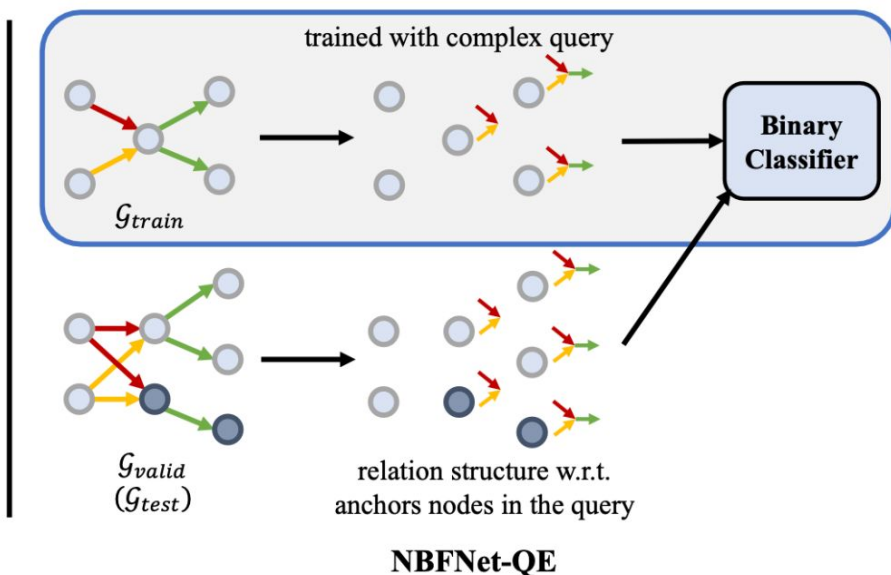 trained with complex query
Binary
Classifier
𝒢train
𝒢valid
(𝒢test)
relation structure w.r.t.
anchors nodes in the query
NBFNet-QE